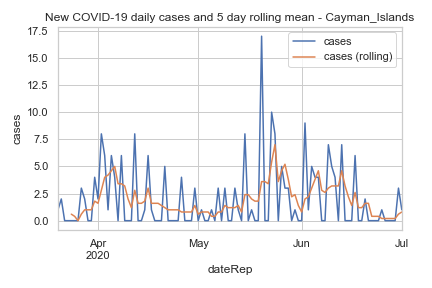 New COVID-19 daily cases and 5 day rolling mean - Cayman_Islands
cases
cases (rolling)
17.5
15.0
12.5
10.0
7.5
5.0
2.5
0.0
cases
Apr
2020
May
Jun
Jul
dateRep